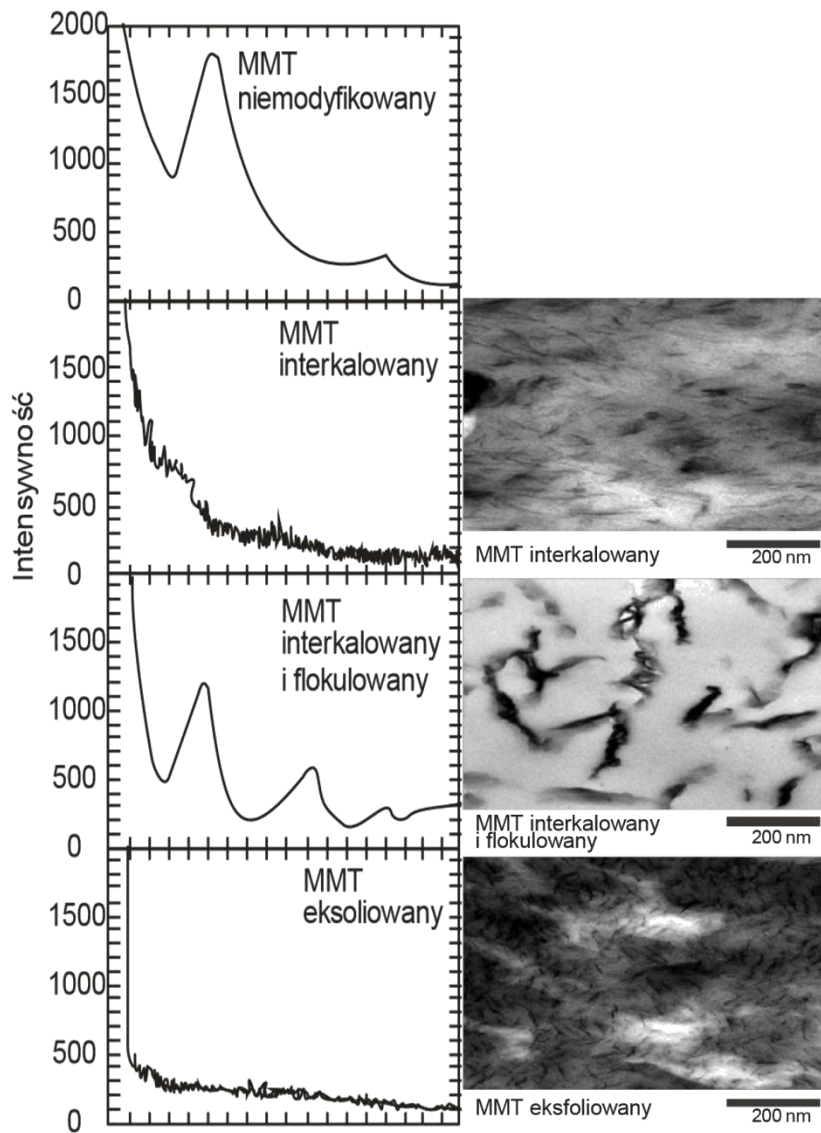 Intensywność
2000
1500
1000
500
0
MMT
niemodyfikowany
1500
1000
500
0
MMT
interkalowany
MMT interkalowany
200 nm
1500
1000
500
0
MMT
interkalowany
i flokulowany
MMT interkalowany
i flokulowany
200 nm
1500
1000
500
0
MMT
eksoliowany
MMT eksfoliowany
200 nm